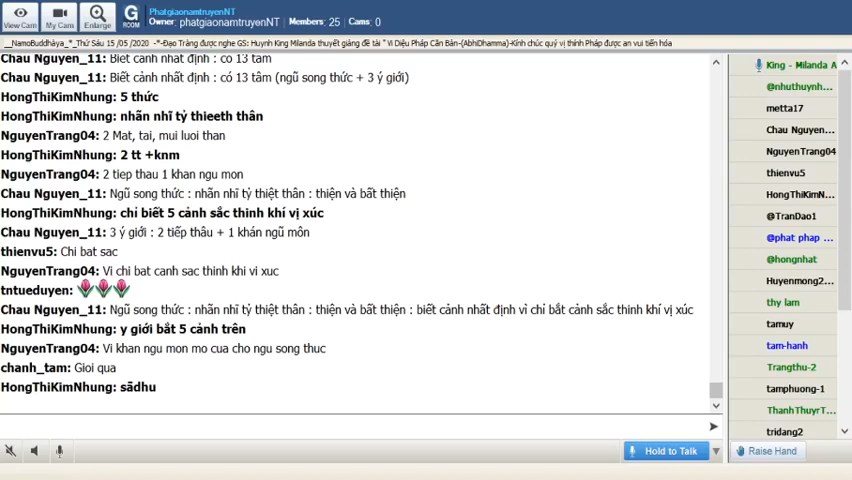 View Cam
My Cam
Enlarge
G
ROOM
PhatgiaonamtruyenNT
Owner: phatgiaonamtruyenNT Members: 25 Cams: 0
__NamoBuddhàya_*_Thứ Sáu 15 /05 /2020 -*-Đạo Tràng được nghe GS: Huynh King Milanda thuyết giảng đề tài " Vi Diệu Pháp Căn Bản-(AbhiDhamma)-Kính chúc quý vị thính Pháp được an vui tiến hóa
Chau Nguyen_11: Biết cảnh nhất định : có 13 tâm
Chau Nguyen_11: Biết cảnh nhất định : có 13 tâm (ngũ song thức + 3 ý giới)
HongThiKimNhung: 5 thức
HongThiKimNhung: nhãn nhĩ tỷ thieeth thân
NguyenTrang04: 2 Mat, tai, mui luoi than
HongThiKimNhung: 2 tt +knm
NguyenTrang04: 2 tiep thau 1 khan ngu mon
Chau Nguyen_11: Ngũ song thức : nhãn nhĩ tỷ thiệt thân : thiện và bất thiện
HongThiKimNhung: chỉ biết 5 cảnh sắc thinh khí vị xúc
Chau Nguyen_11: 3 ý giới : 2 tiếp thâu + 1 khán ngũ môn
thienvu5: Chi bat sac
NguyenTrang04: Vi chi bat canh sac thinh khi vi xuc
tntueduyen:
Chau Nguyen_11: Ngũ song thức : nhãn nhĩ tỷ thiệt thân : thiện và bất thiện : biết cảnh nhất định vì chỉ bắt cảnh sắc thinh khí vị xúc
HongThiKimNhung: y giới bắt 5 cảnh trên
NguyenTrang04: Vi khan ngu mon mo cua cho ngu song thuc
chanh_tam: Gioi qua
HongThiKimNhung: sādhu
King - Milanda A
@nhuthuynh...
metta17
Chau Nguyen...
NguyenTrang04
thienvu5
HongThiKimN...
@TranDao1
@phat phap ...
@hongnhat
Huyenmong2...
thy lam
tamuy
tam-hanh
Trangthu-2
tamphuong-1
ThanhThuyrT...
tridang2
Hold to Talk
Raise Hand